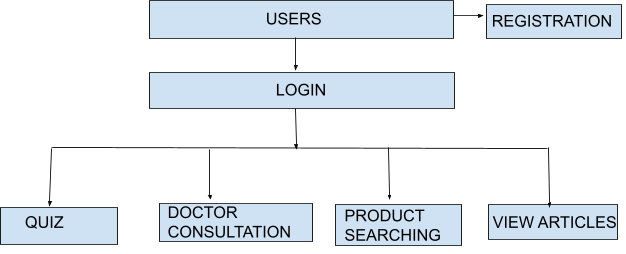 USERS
REGISTRATION
LOGIN
QUIZ
DOCTOR
CONSULTATION
PRODUCT
SEARCHING
VIEW ARTICLES